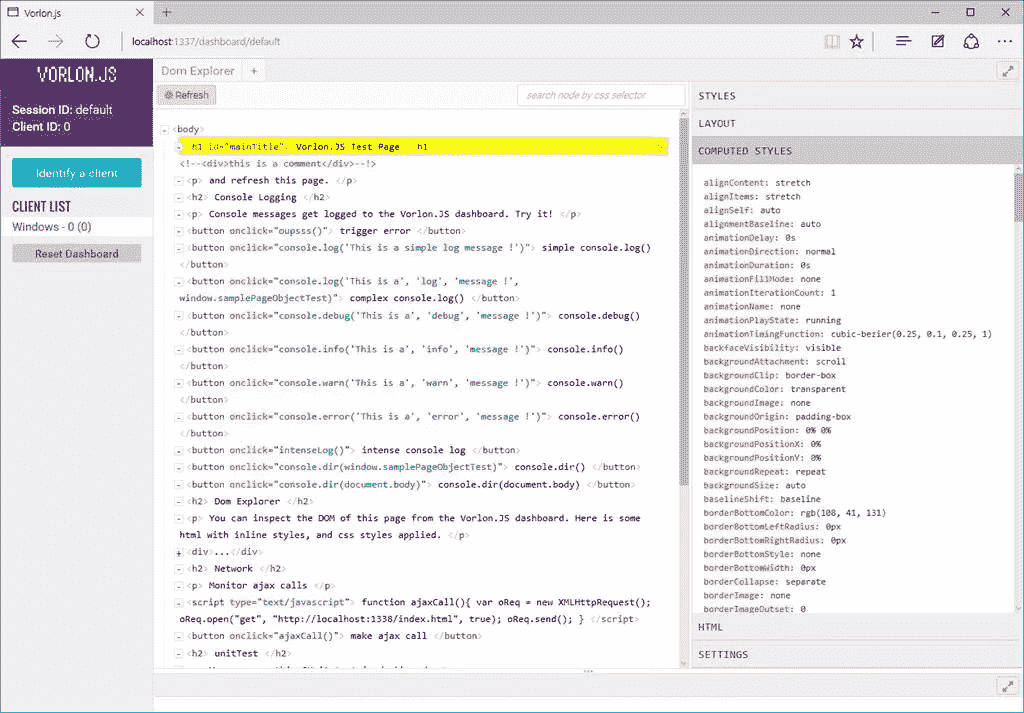 Vorlon.js
localhost:1337/dashboard/default
VORLON.JS
Session ID: default
Client ID: 0
Identify a client
CLIENT LIST
Windows - 0 (0)
Reset Dashboard
Dom Explorer +
Refresh
search node by css selector
<body>
h1 id="mainTitle". Vorlon.JS Test Page h1
<!--<div>this is a comment</div>--!>
<p> and refresh this page. </p>
<h2> Console Logging </h2>
<p> Console messages get logged to the Vorlon.JS dashboard. Try it! </p>
<button onclick="oupsss()"> trigger error </button>
<button onclick="console.log('This is a simple log message !')"> simple console.log()
</button>
<button onclick="console.log('This is a', 'log', 'message !',
window.samplePageObjectTest)"> complex console.log() </button>
<button onclick="console.debug('This is a', 'debug', 'message !')"> console.debug()
</button>
<button onclick="console.info('This is a', 'info', 'message !')"> console.info()
</button>
<button onclick="console.warn('This is a', 'warn', 'message !')"> console.warn()
</button>
<button onclick="console.error('This is a', 'error', 'message !')"> console.error()
</button>
<button onclick="intenseLog()"> intense console log </button>
<button onclick="console.dir(window.samplePageObjectTest)"> console.dir() </button>
<button onclick="console.dir(document.body)"> console.dir(document.body) </button>
<h2> Dom Explorer </h2>
<p> You can inspect the DOM of this page from the Vorlon.JS dashboard. Here is some
html with inline styles, and css styles applied. </p>
<div>...</div>
<h2> Network </h2>
<p> Monitor ajax calls </p>
<script type="text/javascript"> function ajaxCall(){ var oReq = new XMLHttpRequest();
oReq.open("get", "http://localhost:1338/index.html", true); oReq.send(); } </script>
<button onclick="ajaxCall()"> make ajax call </button>
<h2> unitTest </h2>
STYLES
LAYOUT
COMPUTED STYLES
alignContent: stretch
alignItems: stretch
alignSelf: auto
alignmentBaseline: auto
animationDelay: 0s
animationDirection: normal
animationDuration: 0s
animationFillMode: none
animationIterationCount: 1
animationName: none
animationPlayState: running
animationTimingFunction: cubic-bezier(0.25, 0.1, 0.25, 1)
backfaceVisibility: visible
backgroundAttachment: scroll
backgroundClip: border-box
backgroundColor: transparent
backgroundImage: none
backgroundOrigin: padding-box
backgroundPosition: 0% 0%
backgroundPositionX: 0%
backgroundPositionY: 0%
backgroundRepeat: repeat
backgroundSize: auto
baselineShift: baseline
borderBottomColor: rgb(108, 41, 131)
borderBottomLeftRadius: 0px
borderBottomRightRadius: 0px
borderBottomStyle: none
borderBottomWidth: 0px
borderCollapse: separate
borderImage: none
borderImageOutset: 0
HTML
SETTINGS